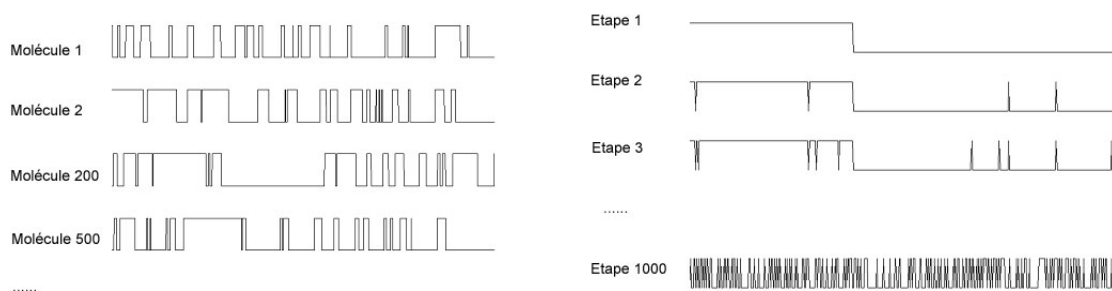 Molécule 1
Molécule 2
Molécule 200
Molécule 500
......
Etape 1
Etape 2
Etape 3
......
Etape 1000